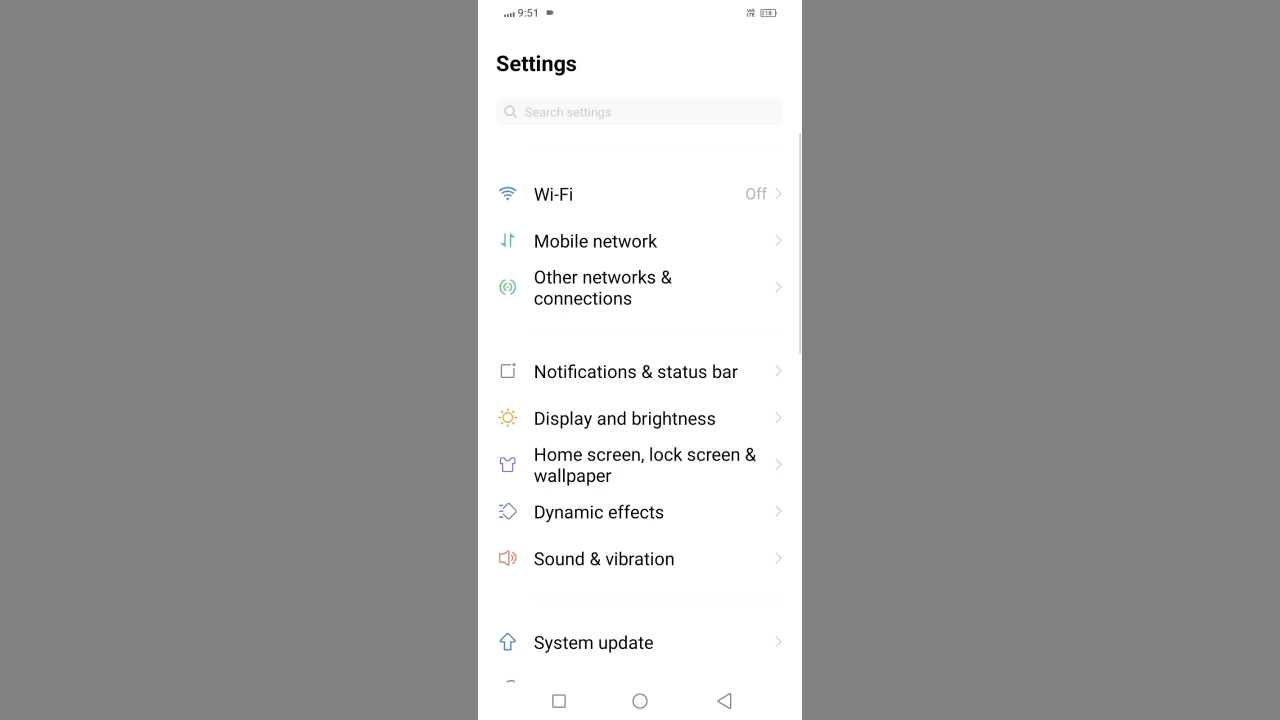 9:51
Settings
Search settings
Wi-Fi Off
Mobile network
Other networks &
connections
Notifications & status bar
Display and brightness
Home screen, lock screen &
wallpaper
Dynamic effects
Sound & vibration
System update